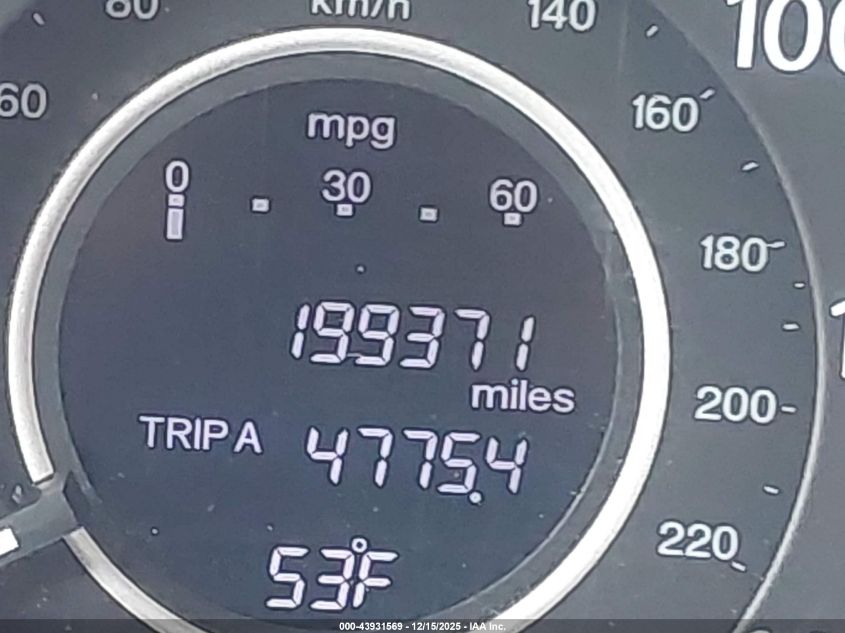 80 km/h 140
60 160 100
mpg
0 30 60
180
199371
miles
200
TRIP A 4775.4
220
53°F
000-43931569 - 12/15/2025 - IAA Inc.